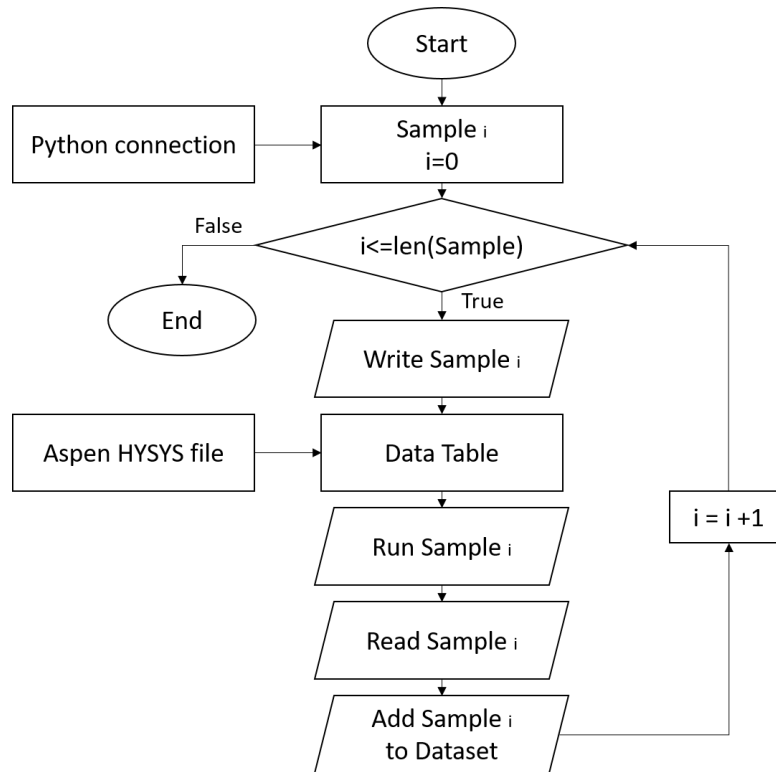 Start
Python connection
Sample i
i=0
False
i<=len(Sample)
True
End
Write Sample i
Aspen HYSYS file
Data Table
i = i +1
Run Sample i
Read Sample i
Add Sample i
to Dataset